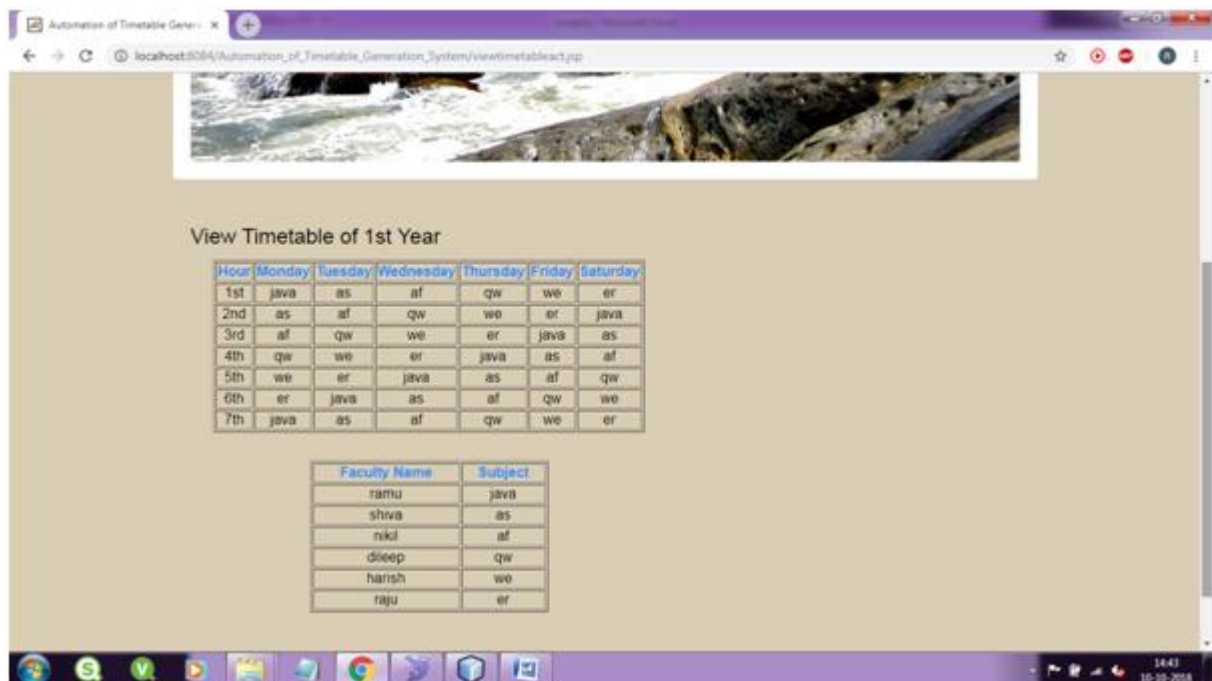 Automation of Timetable Gener
localhost:8084/Automation_of_Timetable_Generation_System/viewtimetableact.jsp
View Timetable of 1st Year
Hour Monday Tuesday Wednesday Thursday Friday Saturday
1st java as af qw we er
2nd as af qw we er java
3rd af qw we er java as
4th qw we er java as af
5th we er java as af qw
6th er java as af qw we
7th java as af qw we er
Faculty Name Subject
ramu java
shiva as
nikil af
dileep qw
harish we
raju er
14:43
10-10-2018